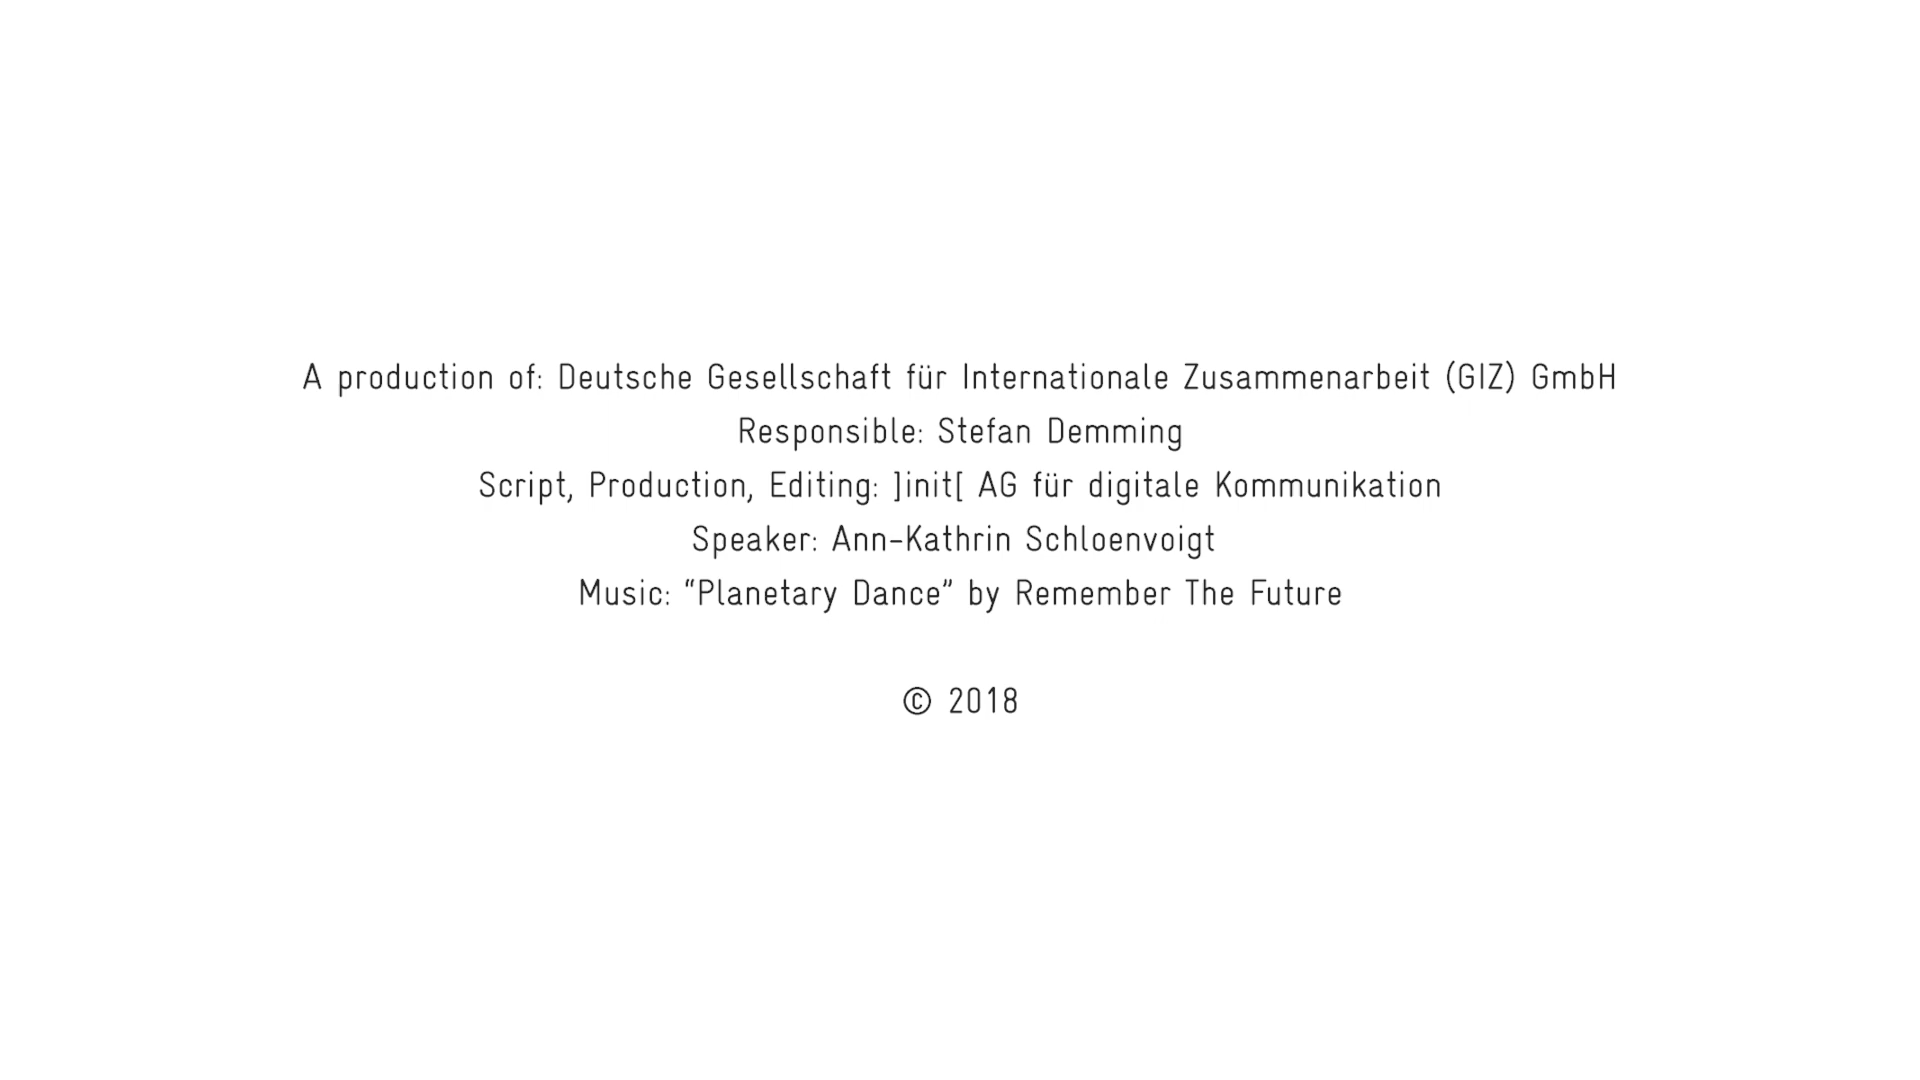 A production of: Deutsche Gesellschaft für Internationale Zusammenarbeit (GIZ) GmbH
Responsible: Stefan Demming
Script, Production, Editing: ]init[ AG für digitale Kommunikation
Speaker: Ann-Kathrin Schloenvoigt
Music: “Planetary Dance” by Remember The Future
© 2018